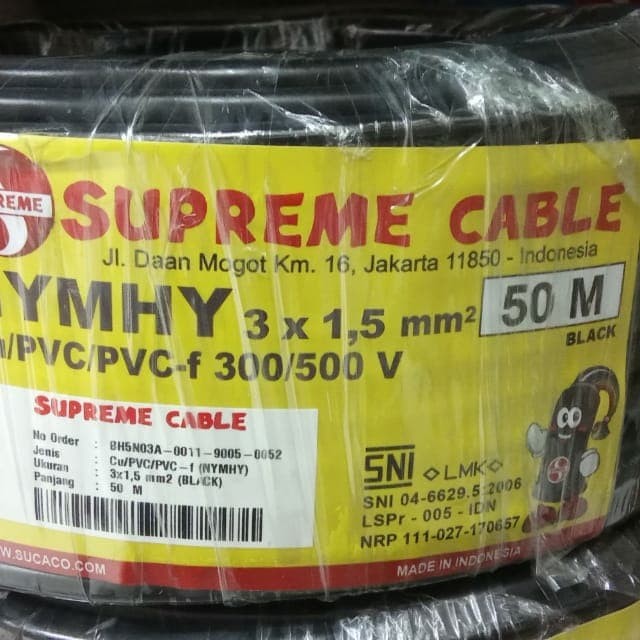 REME
SUPREME CABLE
Jl. Daan Mogot Km. 16, Jakarta 11850 - Indonesia
NYMHY 3 x 1,5 mm² 50 M
BLACK
/PVC/PVC-f 300/500 V
SUPREME CABLE
No Order : BH5N03A-0011-9005-0052
Jenis : Cu/PVC/PVC-f (NYMHY)
Ukuran : 3x1,5 mm2 (BLACK)
Panjang : 50 M
SNI LMK
SNI 04-6629.5:2006
LSPr - 005 - IDN
NRP 111-027-170657
WWW.SUCACO.COM
MADE IN INDONESIA